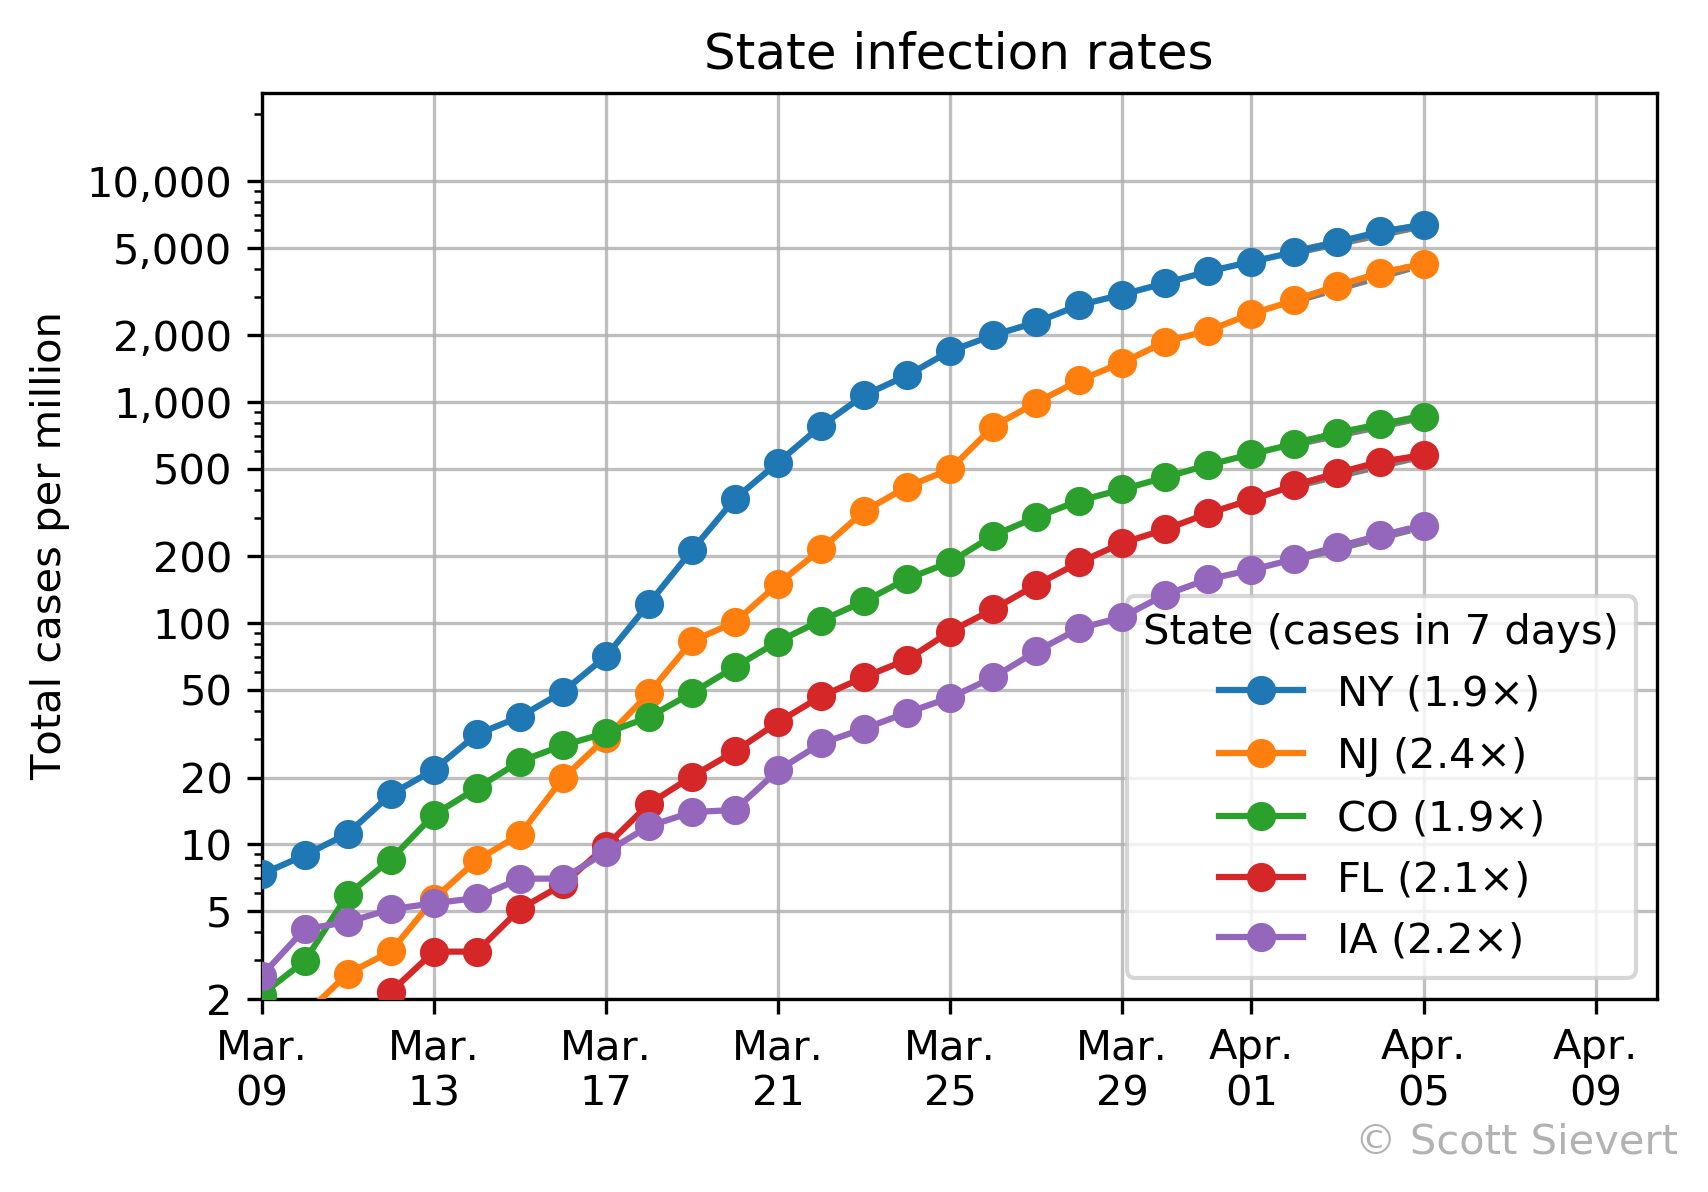 State infection rates
Total cases per million
10,000
5,000
2,000
1,000
500
200
100
50
20
10
5
2
State (cases in 7 days)
NY (1.9×)
NJ (2.4×)
CO (1.9×)
FL (2.1×)
IA (2.2×)
Mar. Mar. Mar. Mar. Mar. Mar. Apr. Apr. Apr.
09 13 17 21 25 29 01 05 09
© Scott Sievert